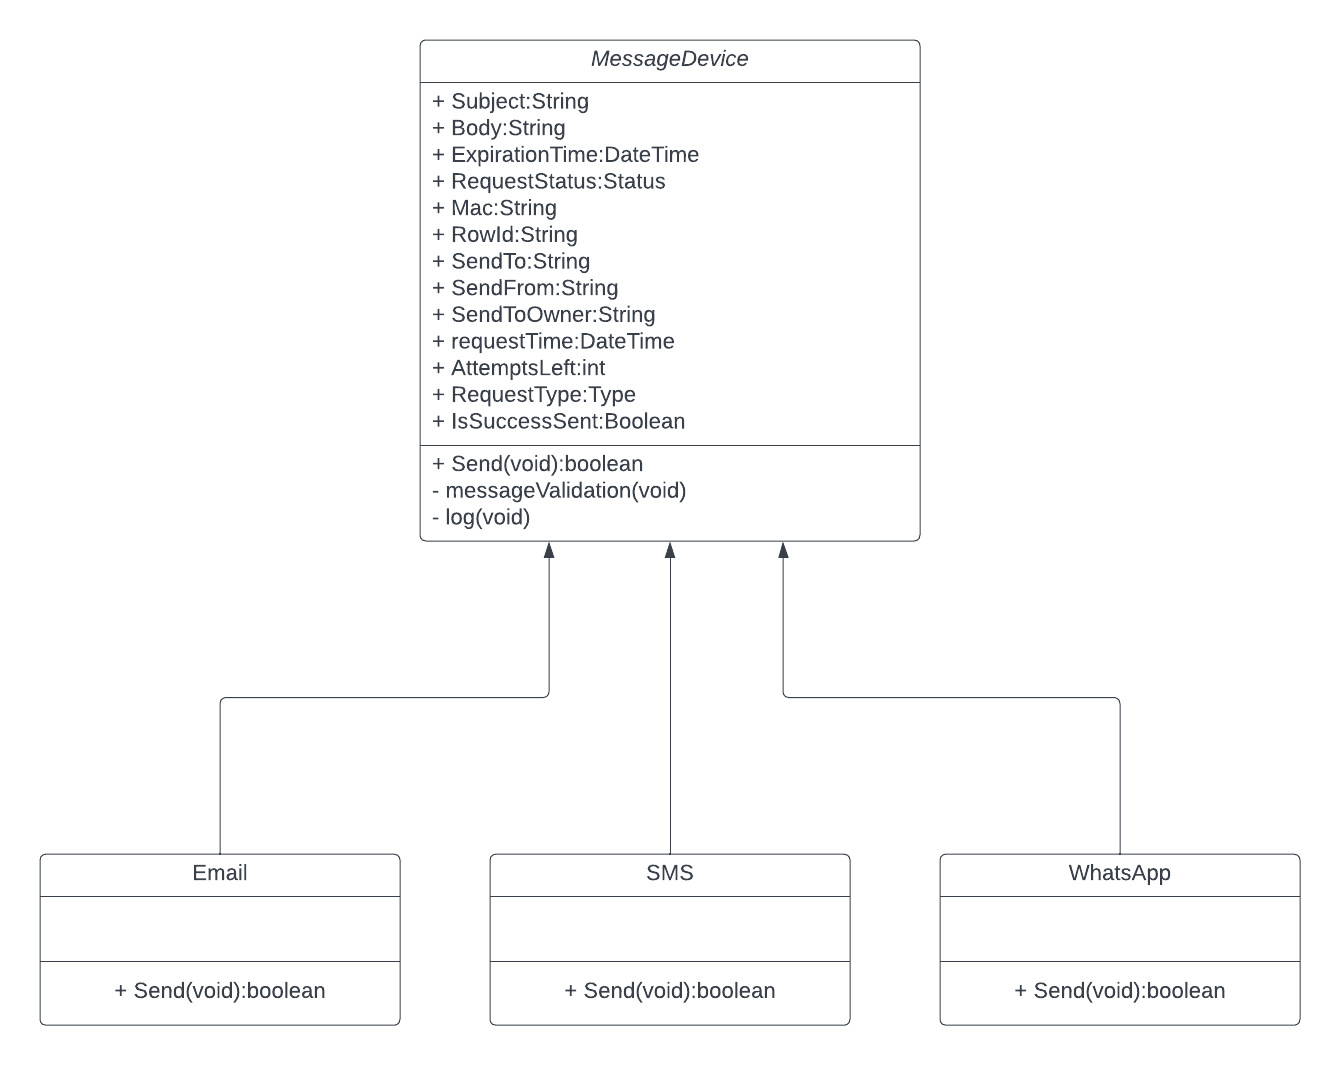 MessageDevice
+ Subject:String
+ Body:String
+ ExpirationTime:DateTime
+ RequestStatus:Status
+ Mac:String
+ RowId:String
+ SendTo:String
+ SendFrom:String
+ SendToOwner:String
+ requestTime:DateTime
+ AttemptsLeft:int
+ RequestType:Type
+ IsSuccessSent:Boolean
+ Send(void):boolean
- messageValidation(void)
- log(void)
Email
+ Send(void):boolean
SMS
+ Send(void):boolean
WhatsApp
+ Send(void):boolean